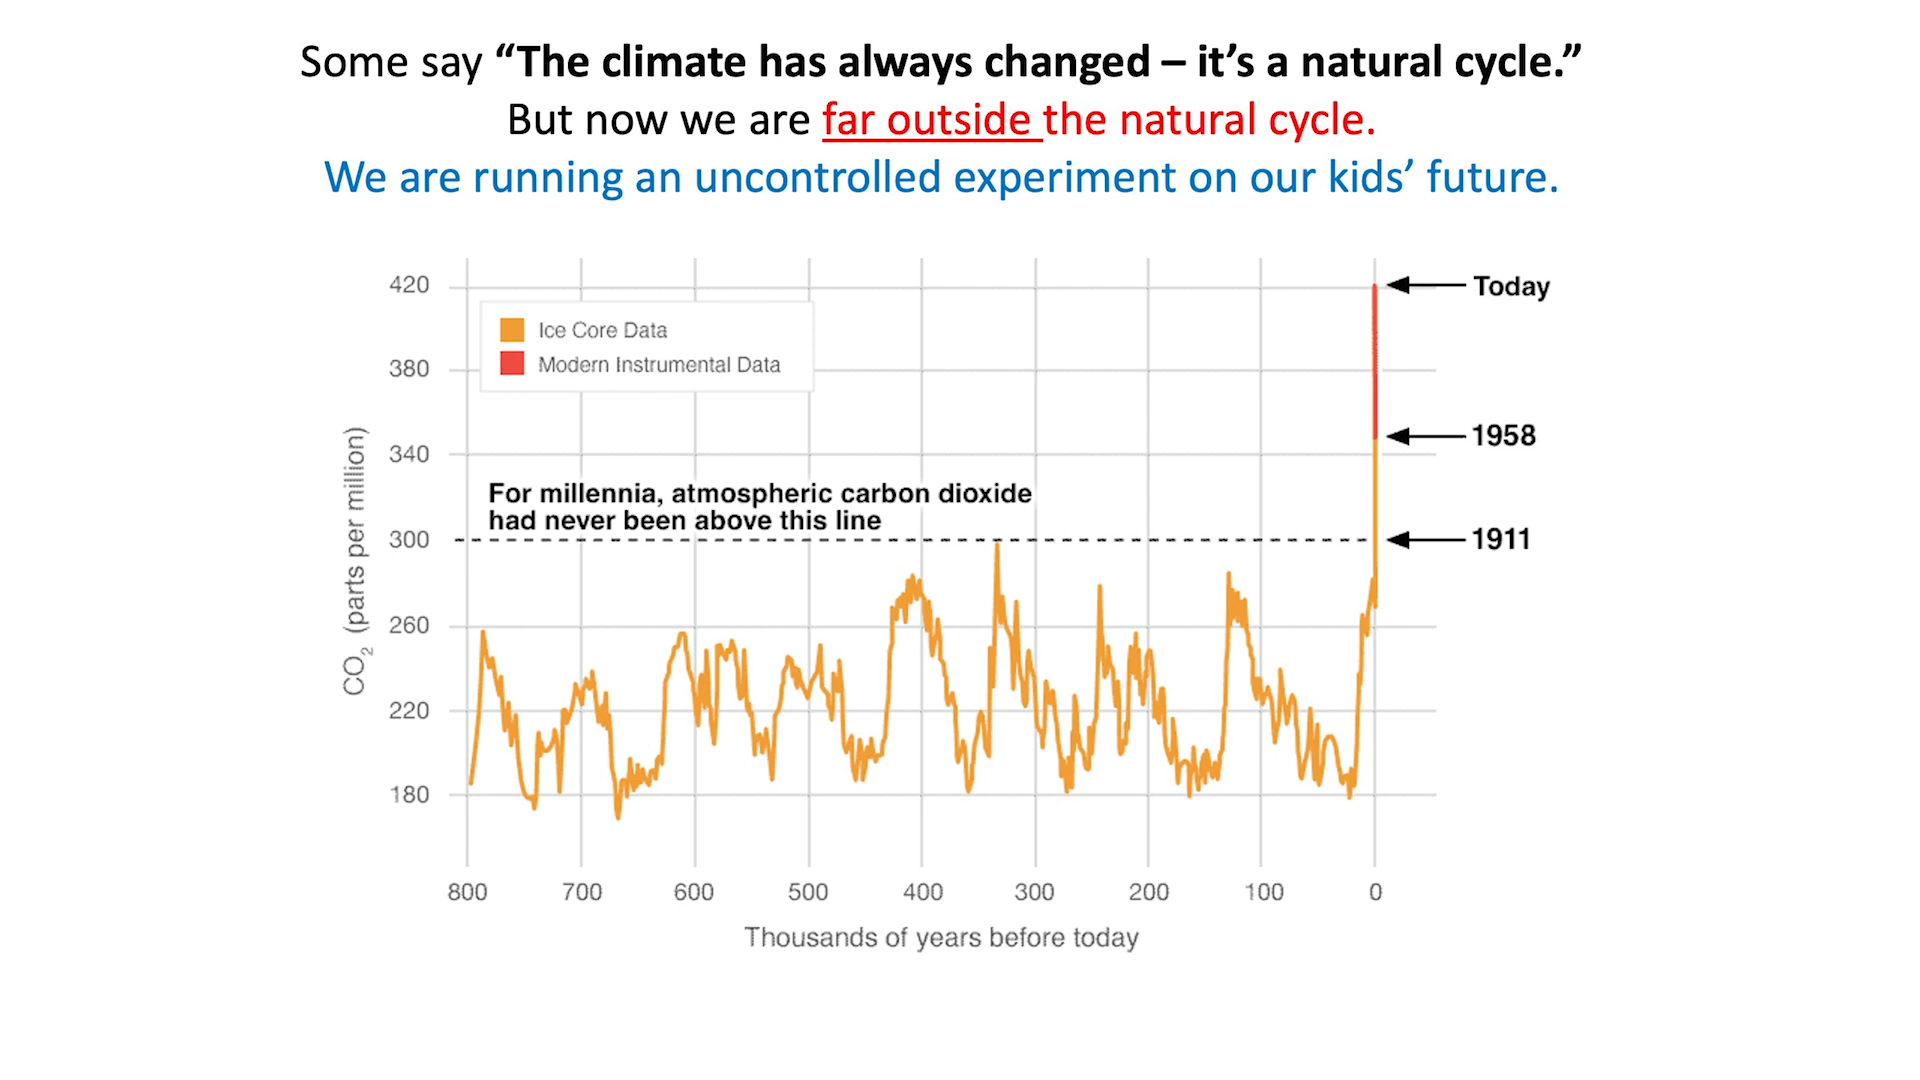 Some say “The climate has always changed – it’s a natural cycle.”
But now we are far outside the natural cycle.
We are running an uncontrolled experiment on our kids’ future.
420
Today
Ice Core Data
Modern Instrumental Data
380
1958
340
For millennia, atmospheric carbon dioxide
had never been above this line
300
1911
260
220
180
CO2 (parts per million)
800 700 600 500 400 300 200 100 0
Thousands of years before today